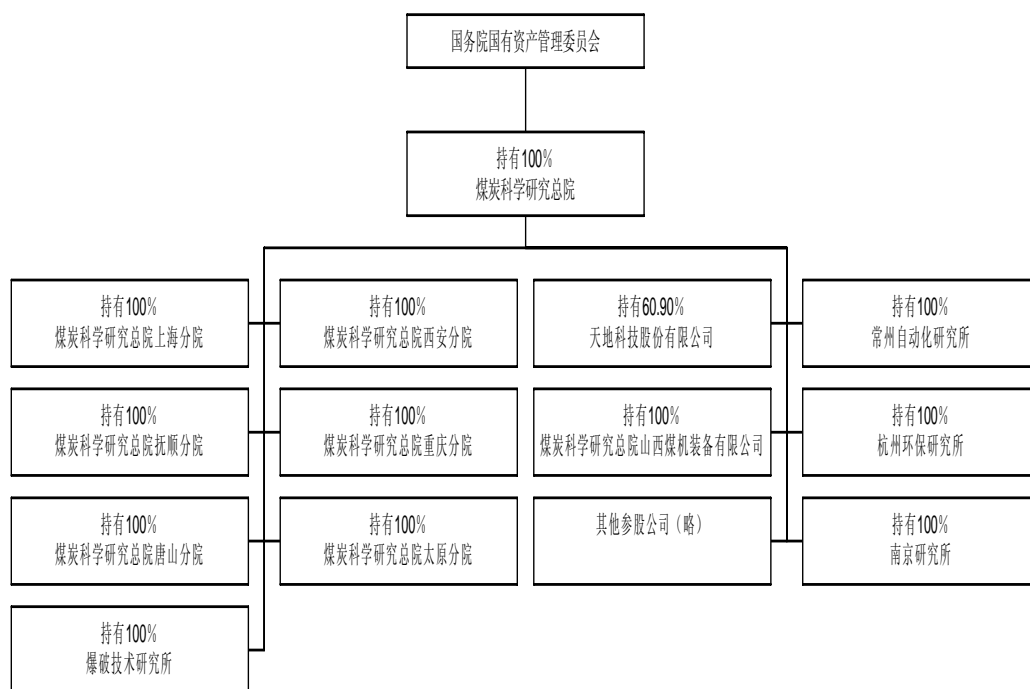 国务院国有资产管理委员会
持有100%
煤炭科学研究总院
持有100%
煤炭科学研究总院上海分院
持有100%
煤炭科学研究总院西安分院
持有60.90%
天地科技股份有限公司
持有100%
常州自动化研究所
持有100%
煤炭科学研究总院抚顺分院
持有100%
煤炭科学研究总院重庆分院
持有100%
煤炭科学研究总院山西煤机装备有限公司
持有100%
杭州环保研究所
持有100%
煤炭科学研究总院唐山分院
持有100%
煤炭科学研究总院太原分院
其他参股公司（略）
持有100%
南京研究所
持有100%
爆破技术研究所